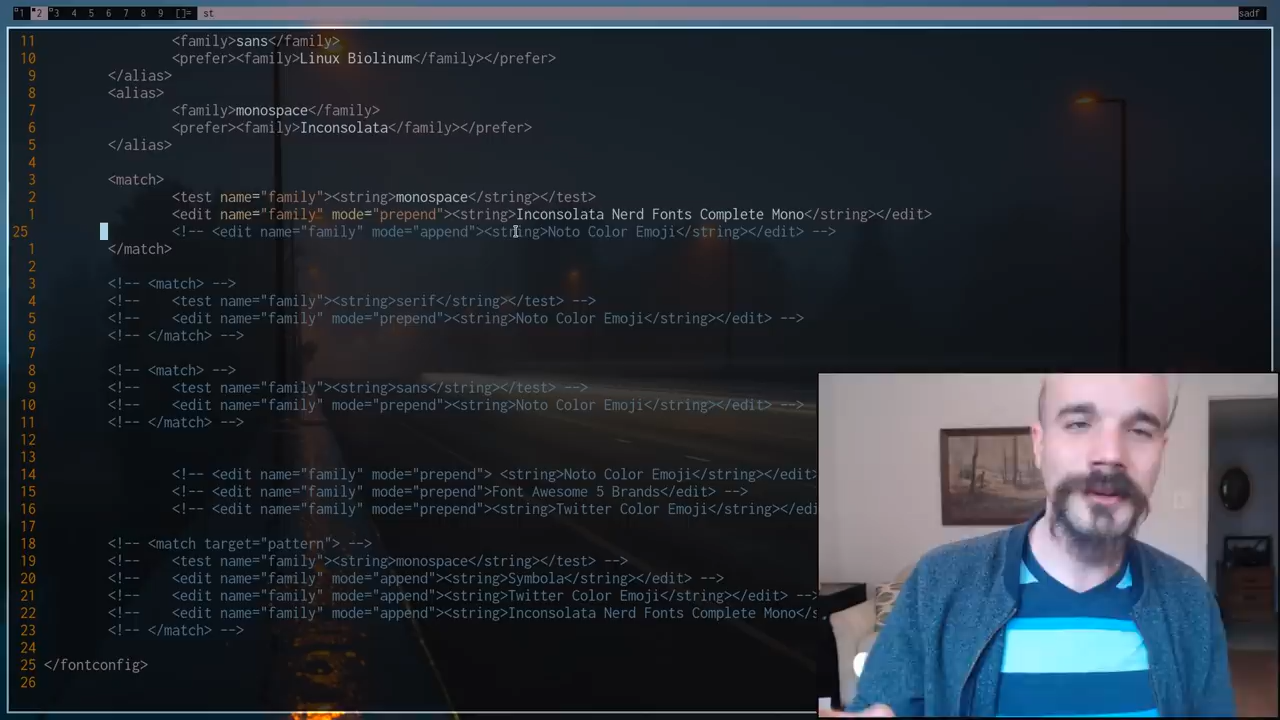 1 2 3 4 5 6 7 8 9 []= st sadf
11 <family>sans</family>
10 <prefer><family>Linux Biolinum</family></prefer>
9 </alias>
8 <alias>
7 <family>monospace</family>
6 <prefer><family>Inconsolata</family></prefer>
5 </alias>
4
3 <match>
2 <test name="family"><string>monospace</string></test>
1 <edit name="family" mode="prepend"><string>Inconsolata Nerd Fonts Complete Mono</string></edit>
25 <!-- <edit name="family" mode="append"><string>Noto Color Emoji</string></edit> -->
1 </match>
2
3 <!-- <match> -->
4 <!-- <test name="family"><string>serif</string></test> -->
5 <!-- <edit name="family" mode="prepend"><string>Noto Color Emoji</string></edit> -->
6 <!-- </match> -->
7
8 <!-- <match> -->
9 <!-- <test name="family"><string>sans</string></test> -->
10 <!-- <edit name="family" mode="prepend"><string>Noto Color Emoji</string></edit> -->
11 <!-- </match> -->
12
13
14 <!-- <edit name="family" mode="prepend"> <string>Noto Color Emoji</string></edit>
15 <!-- <edit name="family" mode="prepend">Font Awesome 5 Brands</edit> -->
16 <!-- <edit name="family" mode="prepend"><string>Twitter Color Emoji</string></edi
17
18 <!-- <match target="pattern"> -->
19 <!-- <test name="family"><string>monospace</string></test> -->
20 <!-- <edit name="family" mode="append"><string>Symbola</string></edit> -->
21 <!-- <edit name="family" mode="append"><string>Twitter Color Emoji</string></edit> -->
22 <!-- <edit name="family" mode="append"><string>Inconsolata Nerd Fonts Complete Mono</s
23 <!-- </match> -->
24
25 </fontconfig>
26